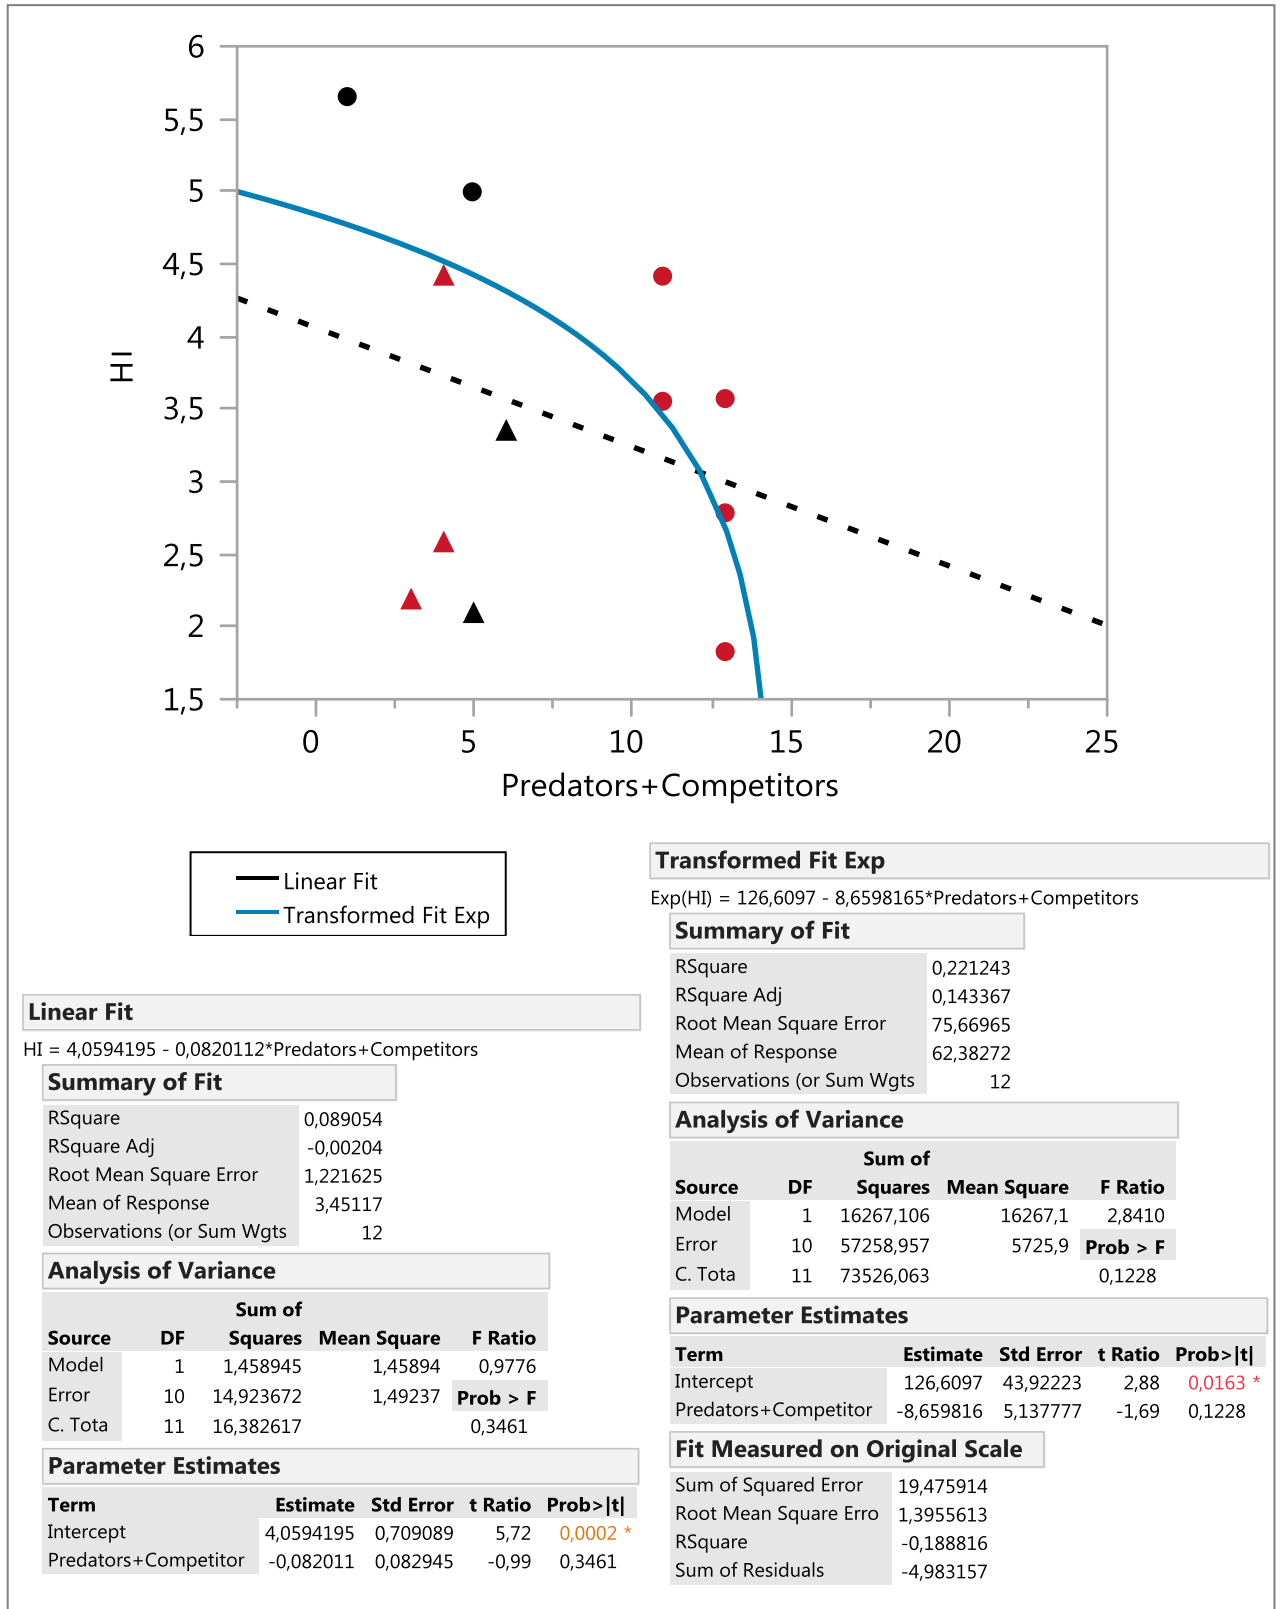 6
5,5
5
4,5
4
3,5
3
2,5
2
1,5
HI
0 5 10 15 20 25
Predators+Competitors
Linear Fit
Transformed Fit Exp
Linear Fit
HI = 4,0594195 - 0,0820112*Predators+Competitors
Summary of Fit
RSquare 0,089054
RSquare Adj -0,00204
Root Mean Square Error 1,221625
Mean of Response 3,45117
Observations (or Sum Wgts 12
Analysis of Variance
Sum of
Source DF Squares Mean Square F Ratio
Model 1 1,458945 1,45894 0,9776
Error 10 14,923672 1,49237 Prob > F
C. Tota 11 16,382617 0,3461
Parameter Estimates
Term Estimate Std Error t Ratio Prob>|t|
Intercept 4,0594195 0,709089 5,72 0,0002 *
Predators+Competitor -0,082011 0,082945 -0,99 0,3461
Transformed Fit Exp
Exp(HI) = 126,6097 - 8,6598165*Predators+Competitors
Summary of Fit
RSquare 0,221243
RSquare Adj 0,143367
Root Mean Square Error 75,66965
Mean of Response 62,38272
Observations (or Sum Wgts 12
Analysis of Variance
Sum of
Source DF Squares Mean Square F Ratio
Model 1 16267,106 16267,1 2,8410
Error 10 57258,957 5725,9 Prob > F
C. Tota 11 73526,063 0,1228
Parameter Estimates
Term Estimate Std Error t Ratio Prob>|t|
Intercept 126,6097 43,92223 2,88 0,0163 *
Predators+Competitor -8,659816 5,137777 -1,69 0,1228
Fit Measured on Original Scale
Sum of Squared Error 19,475914
Root Mean Square Erro 1,3955613
RSquare -0,188816
Sum of Residuals -4,983157